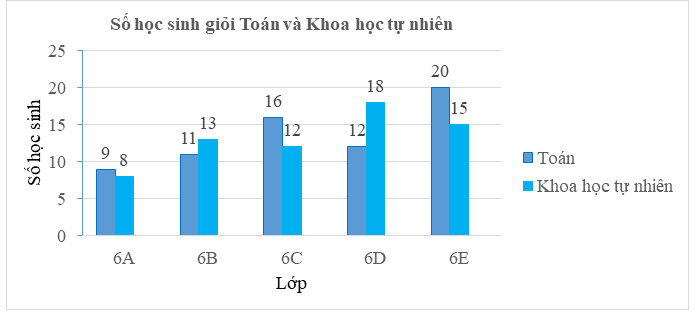 Số học sinh giỏi Toán và Khoa học tự nhiên
Số học sinh
25
20
15
10
5
0
9
8
11
13
16
12
12
18
20
15
6A
6B
6C
6D
6E
Lớp
Toán
Khoa học tự nhiên